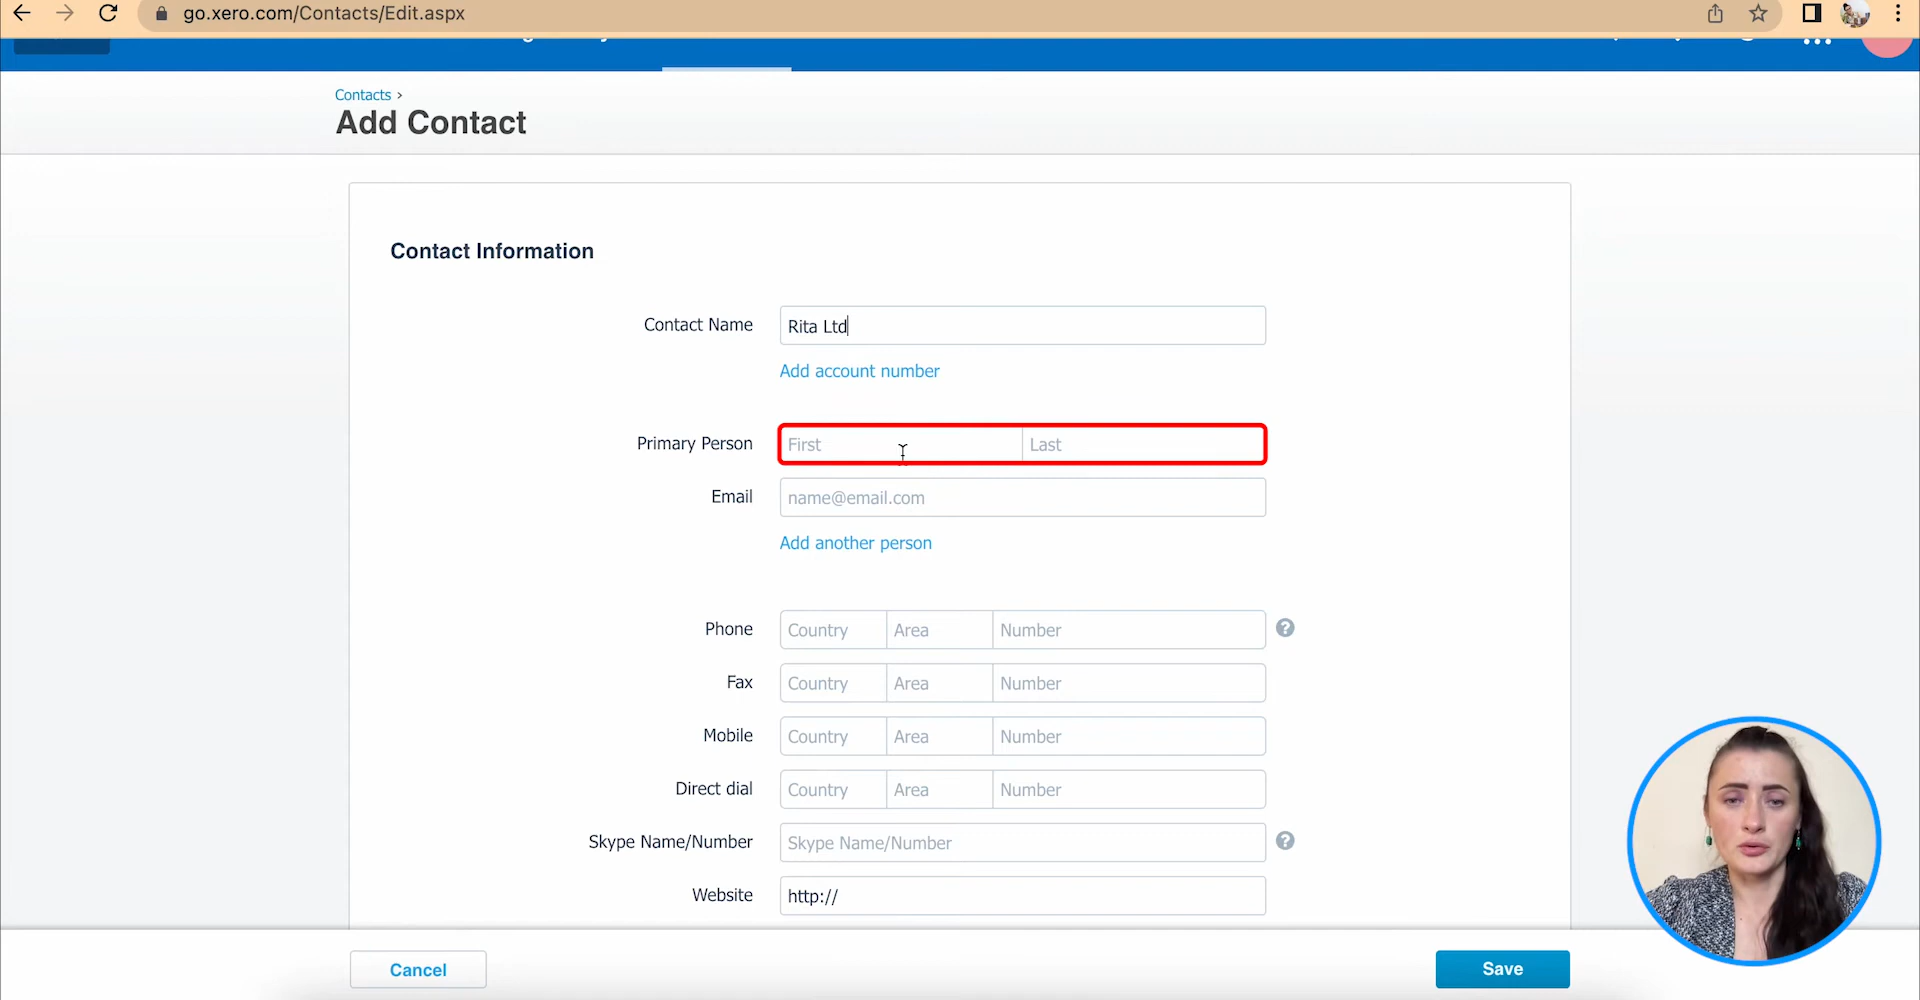 go.xero.com/Contacts/Edit.aspx
Contacts ›
Add Contact
Contact Information
Contact Name
Rita Ltd
Add account number
Primary Person
First
Last
Email
name@email.com
Add another person
Phone
Country
Area
Number
?
Fax
Country
Area
Number
Mobile
Country
Area
Number
Direct dial
Country
Area
Number
Skype Name/Number
Skype Name/Number
?
Website
http://
Cancel
Save